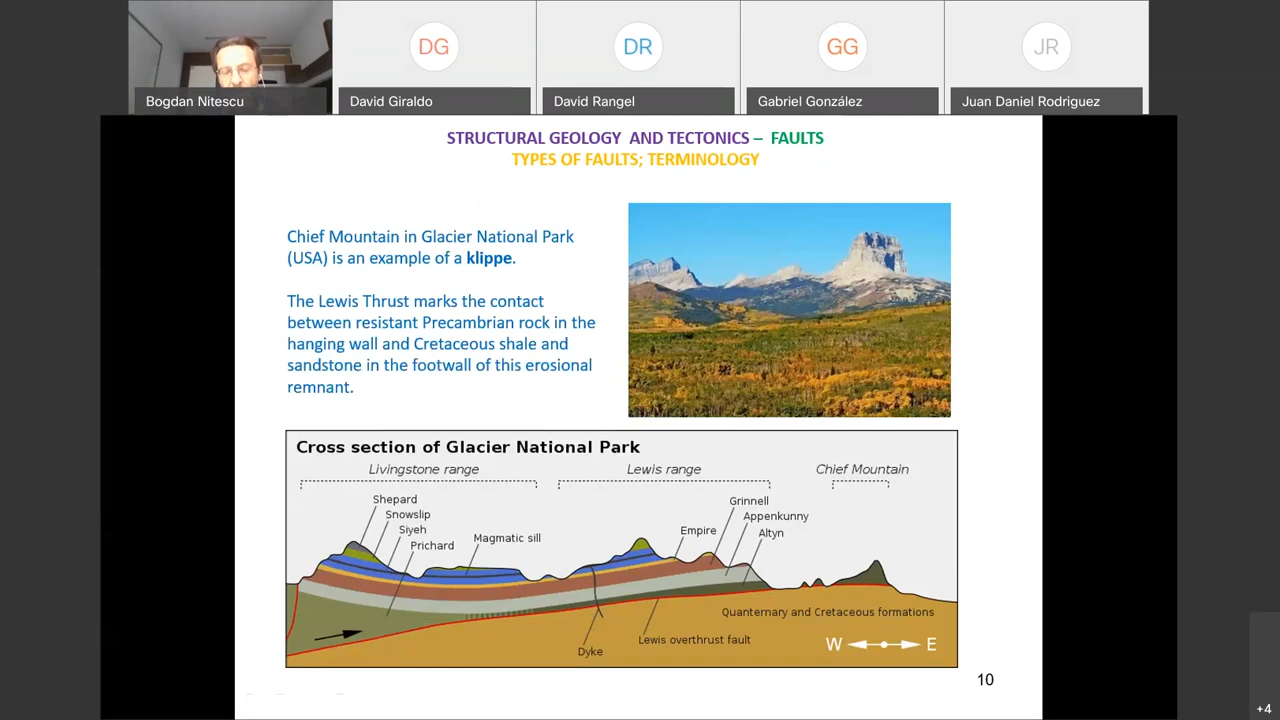 DG
DR
GG
JR
Bogdan Nitescu
David Giraldo
David Rangel
Gabriel González
Juan Daniel Rodriguez
STRUCTURAL GEOLOGY AND TECTONICS – FAULTS
TYPES OF FAULTS; TERMINOLOGY
Chief Mountain in Glacier National Park
(USA) is an example of a klippe.
The Lewis Thrust marks the contact
between resistant Precambrian rock in the
hanging wall and Cretaceous shale and
sandstone in the footwall of this erosional
remnant.
Cross section of Glacier National Park
Livingstone range
Lewis range
Chief Mountain
Shepard
Snowslip
Siyeh
Prichard
Magmatic sill
Empire
Grinnell
Appenkunny
Altyn
Quanternary and Cretaceous formations
Lewis overthrust fault
Dyke
W E
10
+4